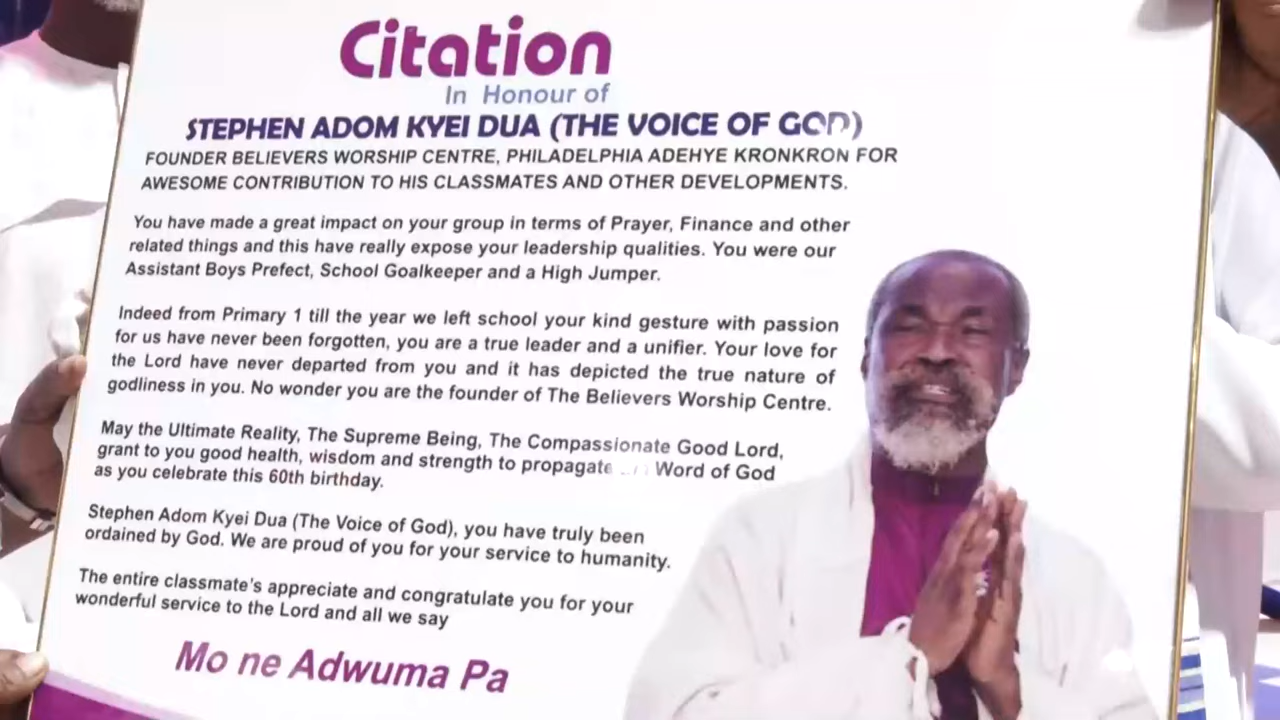 Citation
In Honour of
STEPHEN ADOM KYEI DUA (THE VOICE OF GOD)
FOUNDER BELIEVERS WORSHIP CENTRE, PHILADELPHIA ADEHYE KRONKRON FOR
AWESOME CONTRIBUTION TO HIS CLASSMATES AND OTHER DEVELOPMENTS.
You have made a great impact on your group in terms of Prayer, Finance and other
related things and this have really expose your leadership qualities. You were our
Assistant Boys Prefect, School Goalkeeper and a High Jumper.
Indeed from Primary 1 till the year we left school your kind gesture with passion
for us have never been forgotten, you are a true leader and a unifier. Your love for
the Lord have never departed from you and it has depicted the true nature of
godliness in you. No wonder you are the founder of The Believers Worship Centre.
May the Ultimate Reality, The Supreme Being, The Compassionate Good Lord,
grant to you good health, wisdom and strength to propagate Word of God
as you celebrate this 60th birthday.
Stephen Adom Kyei Dua (The Voice of God), you have truly been
ordained by God. We are proud of you for your service to humanity.
The entire classmate's appreciate and congratulate you for your
wonderful service to the Lord and all we say
Mo ne Adwuma Pa